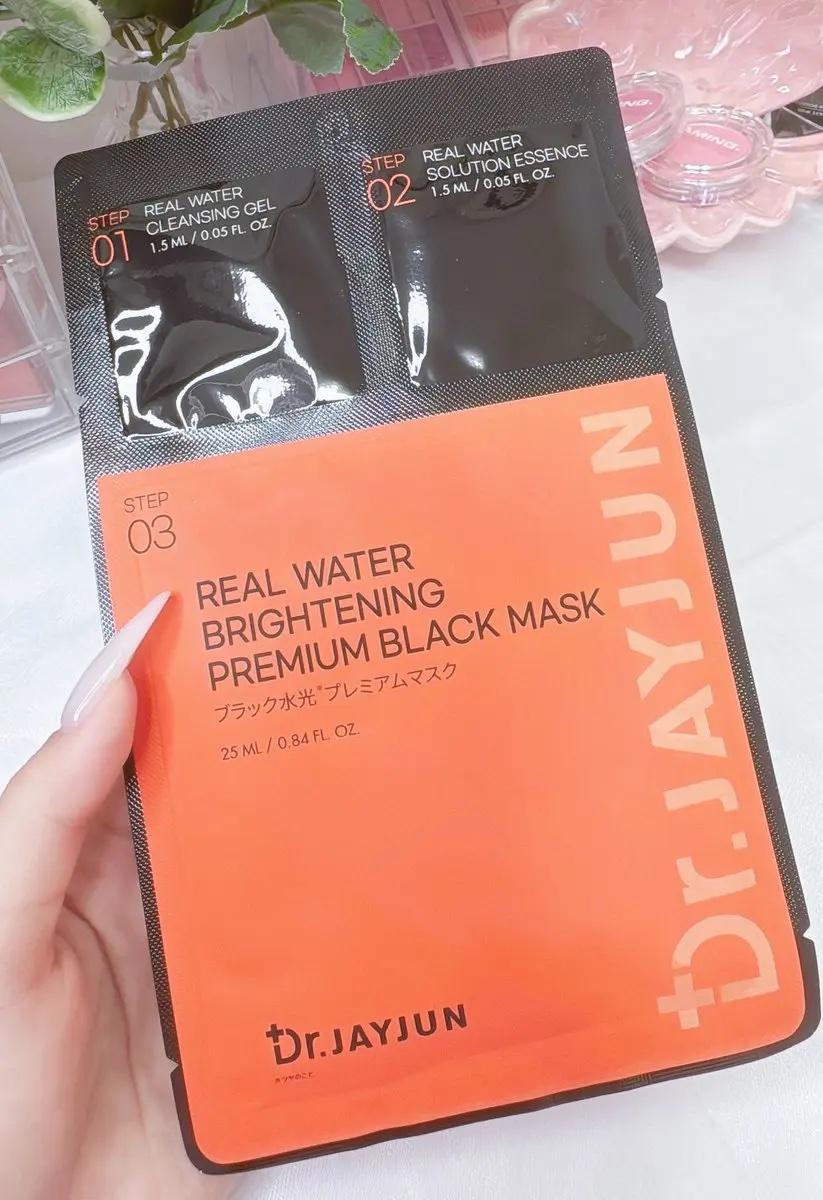 STEP
01
REAL WATER
CLEANSING GEL
1.5 ML / 0.05 FL. OZ.
STEP
02
REAL WATER
SOLUTION ESSENCE
1.5 ML / 0.05 FL. OZ.
STEP
03
REAL WATER
BRIGHTENING
PREMIUM BLACK MASK
ブラック水光*プレミアムマスク
25 ML / 0.84 FL. OZ.
Dr.JAYJUN
Dr.JAYJUN